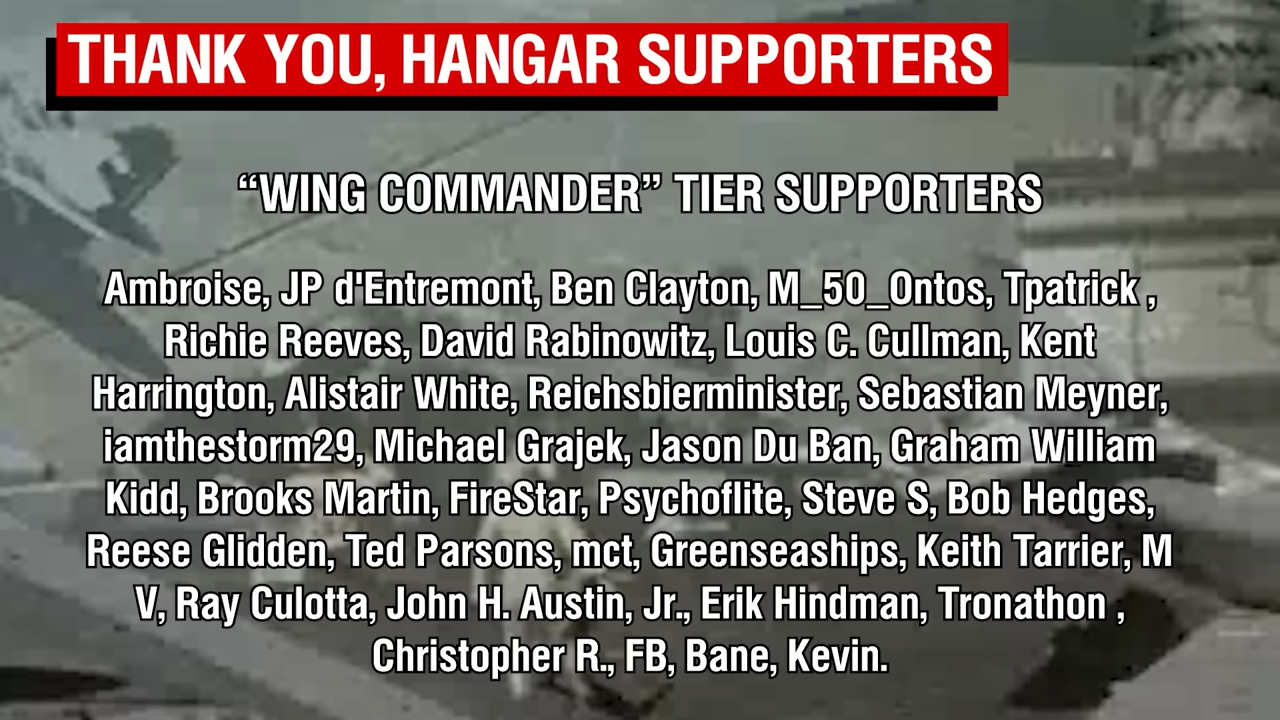 THANK YOU, HANGAR SUPPORTERS
“WING COMMANDER” TIER SUPPORTERS
Ambroise, JP d'Entremont, Ben Clayton, M_50_Ontos, Tpatrick ,
Richie Reeves, David Rabinowitz, Louis C. Cullman, Kent
Harrington, Alistair White, Reichsbierminister, Sebastian Meyner,
iamthestorm29, Michael Grajek, Jason Du Ban, Graham William
Kidd, Brooks Martin, FireStar, Psychoflite, Steve S, Bob Hedges,
Reese Glidden, Ted Parsons, mct, Greenseaships, Keith Tarrier, M
V, Ray Culotta, John H. Austin, Jr., Erik Hindman, Tronathon ,
Christopher R., FB, Bane, Kevin.